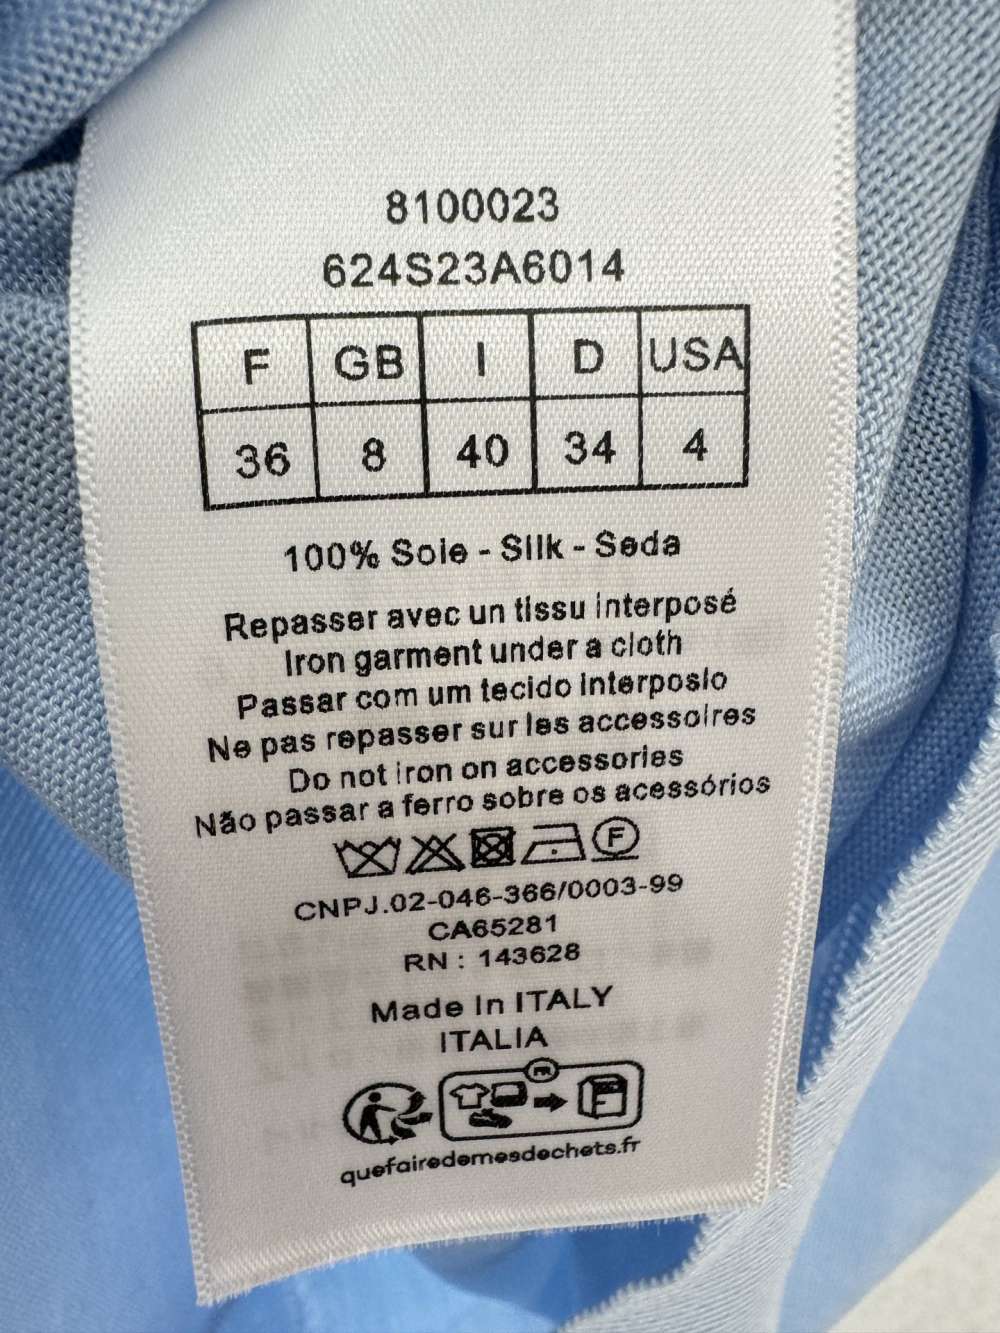 8100023
624S23A6014
F GB I D USA
36 8 40 34 4
100% Soie - Silk - Seda
Repasser avec un tissu interposé
Iron garment under a cloth
Passar com um tecido interposto
Ne pas repasser sur les accessoires
Do not iron on accessories
Não passar a ferro sobre os acessórios
F
CNPJ.02-046-366/0003-99
CA65281
RN : 143628
Made In ITALY
ITALIA
FR
quefairedemesdechets.fr